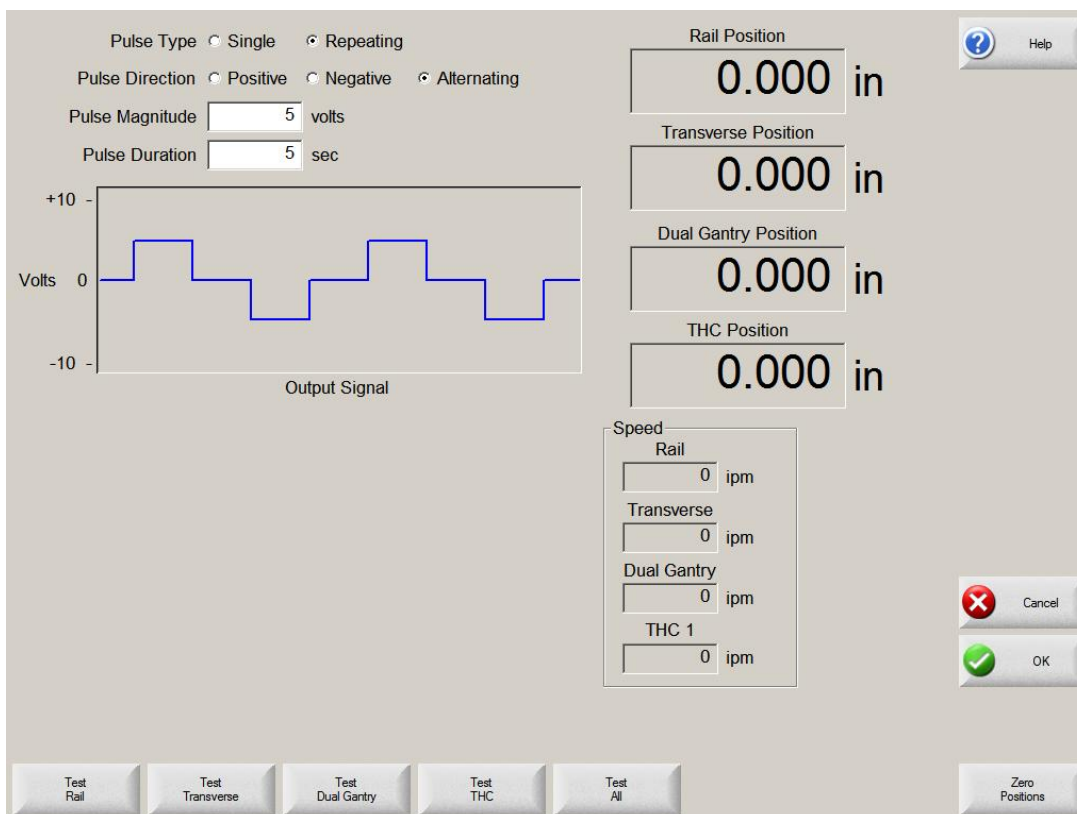 Pulse Type Single Repeating
Pulse Direction Positive Negative Alternating
Pulse Magnitude 5 volts
Pulse Duration 5 sec
+10 -
Volts 0
-10 -
Output Signal
Rail Position
0.000 in
Transverse Position
0.000 in
Dual Gantry Position
0.000 in
THC Position
0.000 in
Speed
Rail
0 ipm
Transverse
0 ipm
Dual Gantry
0 ipm
THC 1
0 ipm
Help
Cancel
OK
Test
Rail
Test
Transverse
Test
Dual Gantry
Test
THC
Test
All
Zero
Positions